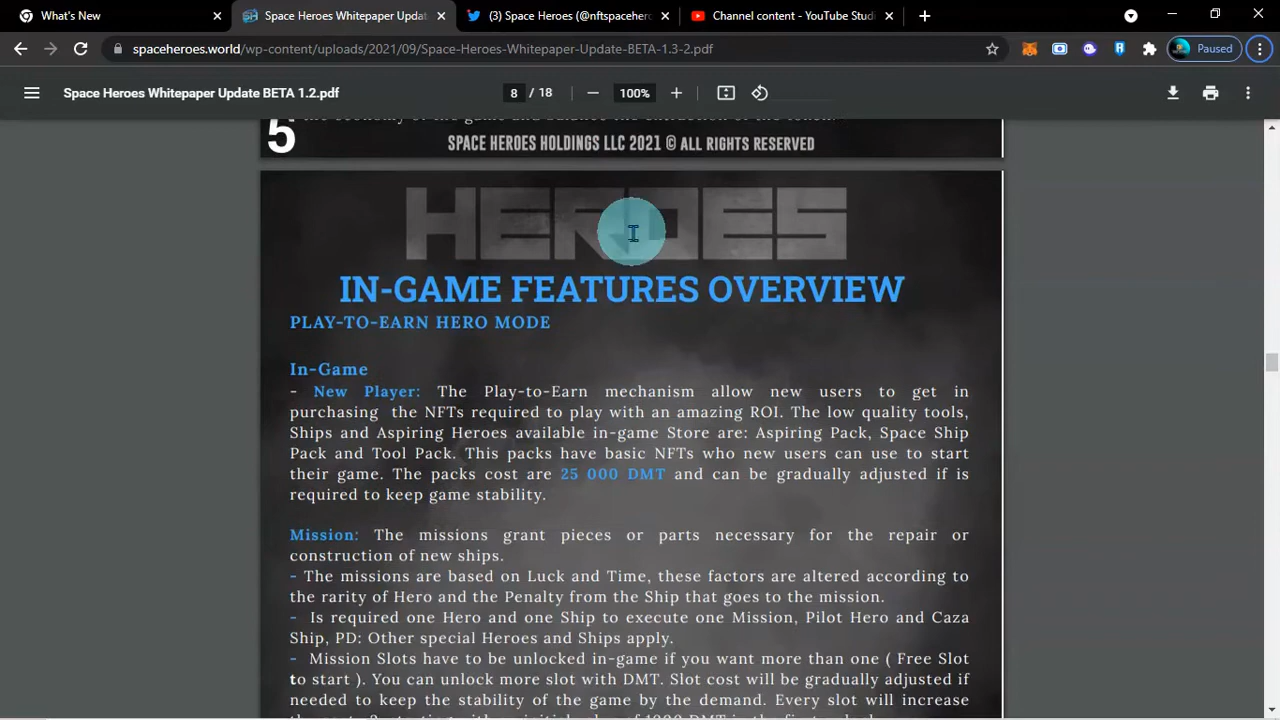 What's New
Space Heroes Whitepaper Updat
(3) Space Heroes (@nftspacehero
Channel content - YouTube Studi
spaceheroes.world/wp-content/uploads/2021/09/Space-Heroes-Whitepaper-Update-BETA-1.3-2.pdf
Paused
Space Heroes Whitepaper Update BETA 1.2.pdf
8 / 18
100%
the economy of the game and balance the extraction of the token.
5
SPACE HEROES HOLDINGS LLC 2021 © ALL RIGHTS RESERVED
HEROES
IN-GAME FEATURES OVERVIEW
PLAY-TO-EARN HERO MODE
In-Game
- New Player: The Play-to-Earn mechanism allow new users to get in
purchasing the NFTs required to play with an amazing ROI. The low quality tools,
Ships and Aspiring Heroes available in-game Store are: Aspiring Pack, Space Ship
Pack and Tool Pack. This packs have basic NFTs who new users can use to start
their game. The packs cost are 25 000 DMT and can be gradually adjusted if is
required to keep game stability.
Mission: The missions grant pieces or parts necessary for the repair or
construction of new ships.
- The missions are based on Luck and Time, these factors are altered according to
the rarity of Hero and the Penalty from the Ship that goes to the mission.
- Is required one Hero and one Ship to execute one Mission, Pilot Hero and Caza
Ship, PD: Other special Heroes and Ships apply.
- Mission Slots have to be unlocked in-game if you want more than one ( Free Slot
to start ). You can unlock more slot with DMT. Slot cost will be gradually adjusted if
needed to keep the stability of the game by the demand. Every slot will increase